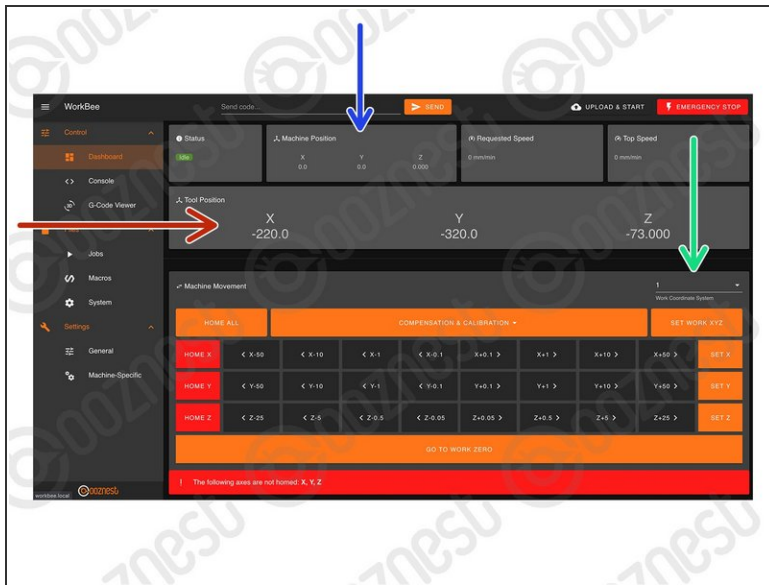 WorkBee
Send code...
SEND
UPLOAD & START
EMERGENCY STOP
Control
Dashboard
Console
G-Code Viewer
Jobs
Macros
System
Settings
General
Machine-Specific
workbee.local
ooznest
Status
Idle
Machine Position
X Y Z
0.0 0.0 0.000
Requested Speed
0 mm/min
Top Speed
0 mm/min
Tool Position
X Y Z
-220.0 -320.0 -73.000
Machine Movement
1
Work Coordinate System
HOME ALL COMPENSATION & CALIBRATION SET WORK XYZ
HOME X < X-50 < X-10 < X-1 < X-0.1 X+0.1 > X+1 > X+10 > X+50 > SET X
HOME Y < Y-50 < Y-10 < Y-1 < Y-0.1 Y+0.1 > Y+1 > Y+10 > Y+50 > SET Y
HOME Z < Z-25 < Z-5 < Z-0.5 < Z-0.05 Z+0.05 > Z+0.5 > Z+5 > Z+25 > SET Z
GO TO WORK ZERO
! The following axes are not homed: X, Y, Z